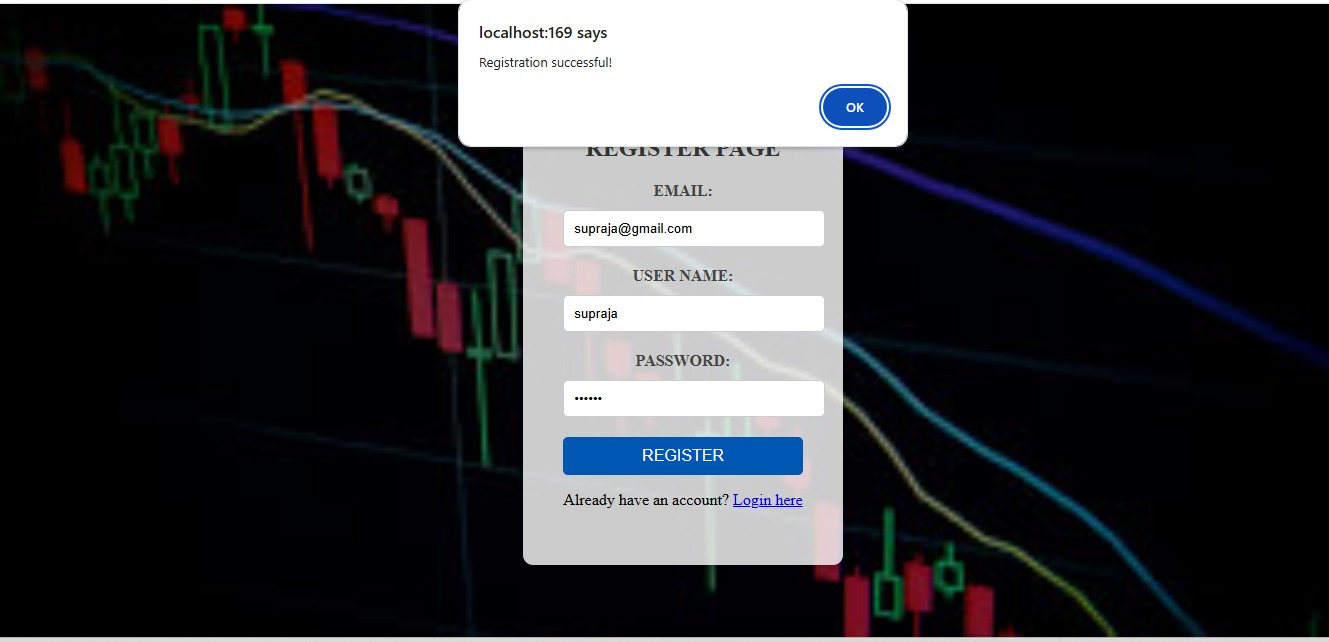 localhost:169 says
Registration successful!
OK
REGISTER PAGE
EMAIL:
supraja@gmail.com
USER NAME:
supraja
PASSWORD:
••••••
REGISTER
Already have an account? Login here